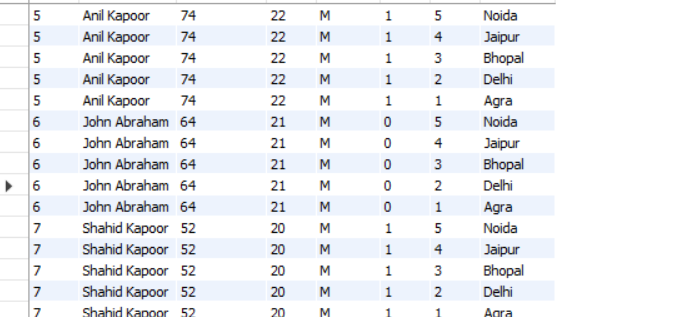 5 Anil Kapoor 74 22 M 1 5 Noida
5 Anil Kapoor 74 22 M 1 4 Jaipur
5 Anil Kapoor 74 22 M 1 3 Bhopal
5 Anil Kapoor 74 22 M 1 2 Delhi
5 Anil Kapoor 74 22 M 1 1 Agra
6 John Abraham 64 21 M 0 5 Noida
6 John Abraham 64 21 M 0 4 Jaipur
6 John Abraham 64 21 M 0 3 Bhopal
6 John Abraham 64 21 M 0 2 Delhi
6 John Abraham 64 21 M 0 1 Agra
7 Shahid Kapoor 52 20 M 1 5 Noida
7 Shahid Kapoor 52 20 M 1 4 Jaipur
7 Shahid Kapoor 52 20 M 1 3 Bhopal
7 Shahid Kapoor 52 20 M 1 2 Delhi
7 Shahid Kapoor 52 20 M 1 1 Agra